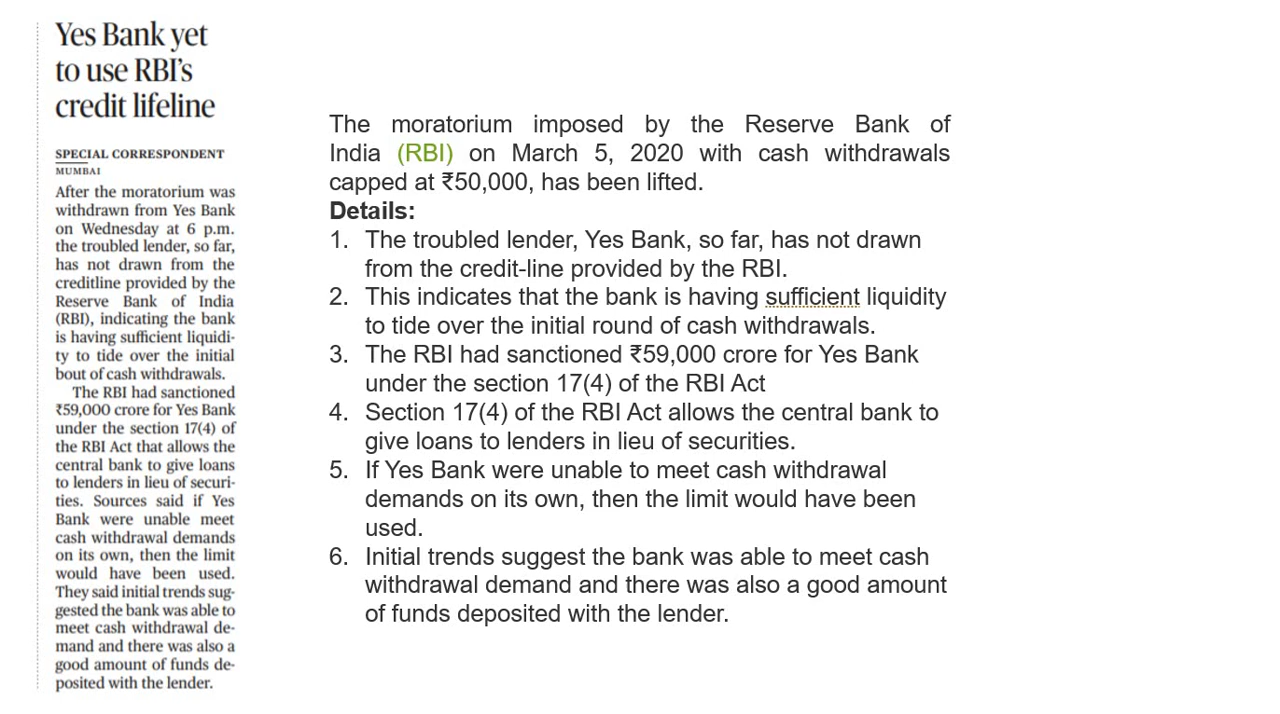 Yes Bank yet
to use RBI's
credit lifeline
SPECIAL CORRESPONDENT
MUMBAI
After the moratorium was
withdrawn from Yes Bank
on Wednesday at 6 p.m.
the troubled lender, so far,
has not drawn from the
creditline provided by the
Reserve Bank of India
(RBI), indicating the bank
is having sufficient liquidi-
ty to tide over the initial
bout of cash withdrawals.
The RBI had sanctioned
₹59,000 crore for Yes Bank
under the section 17(4) of
the RBI Act that allows the
central bank to give loans
to lenders in lieu of securi-
ties. Sources said if Yes
Bank were unable meet
cash withdrawal demands
on its own, then the limit
would have been used.
They said initial trends sug-
gested the bank was able to
meet cash withdrawal de-
mand and there was also a
good amount of funds de-
posited with the lender.
The moratorium imposed by the Reserve Bank of
India (RBI) on March 5, 2020 with cash withdrawals
capped at ₹50,000, has been lifted.
Details:
1. The troubled lender, Yes Bank, so far, has not drawn
from the credit-line provided by the RBI.
2. This indicates that the bank is having sufficient liquidity
to tide over the initial round of cash withdrawals.
3. The RBI had sanctioned ₹59,000 crore for Yes Bank
under the section 17(4) of the RBI Act
4. Section 17(4) of the RBI Act allows the central bank to
give loans to lenders in lieu of securities.
5. If Yes Bank were unable to meet cash withdrawal
demands on its own, then the limit would have been
used.
6. Initial trends suggest the bank was able to meet cash
withdrawal demand and there was also a good amount
of funds deposited with the lender.